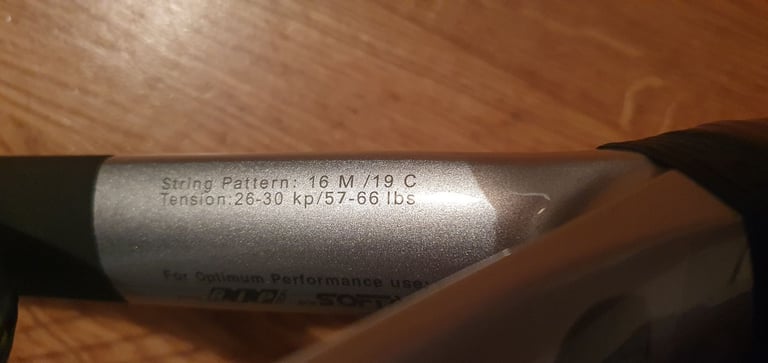 String Pattern: 16 M /19 C
Tension:26-30 kp/57-66 lbs
For Optimum Performance use: